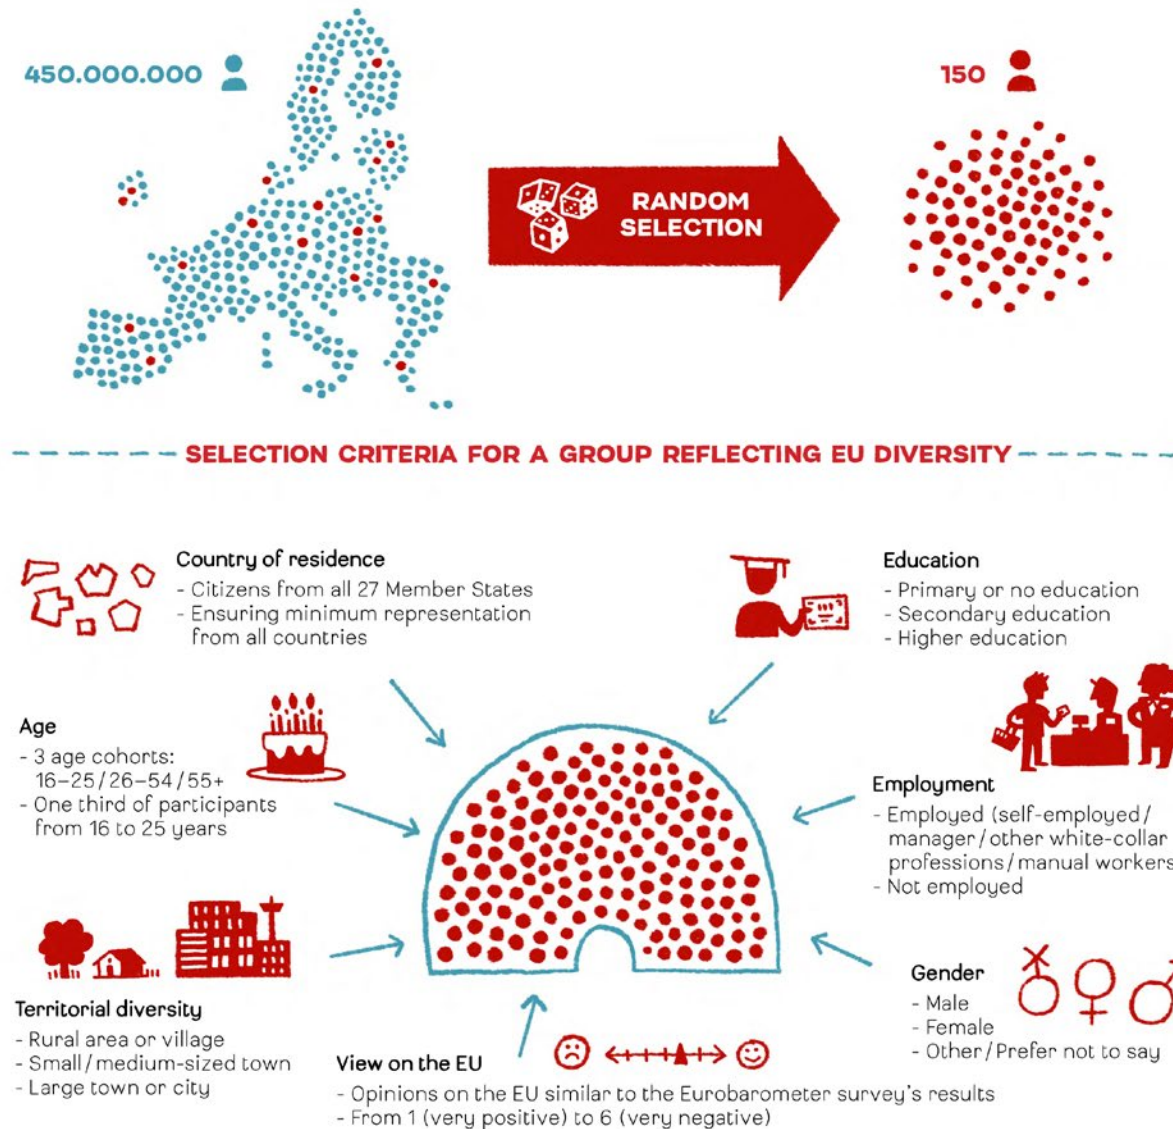 450.000.000
150
RANDOM
SELECTION
SELECTION CRITERIA FOR A GROUP REFLECTING EU DIVERSITY
Country of residence
- Citizens from all 27 Member States
- Ensuring minimum representation
from all countries
Education
- Primary or no education
- Secondary education
- Higher education
Age
- 3 age cohorts:
16–25/26–54/55+
- One third of participants
from 16 to 25 years
Employment
- Employed (self-employed/
manager/other white-collar
professions/manual workers
- Not employed
Territorial diversity
- Rural area or village
- Small/medium-sized town
- Large town or city
Gender
- Male
- Female
- Other/Prefer not to say
View on the EU
- Opinions on the EU similar to the Eurobarometer survey's results
- From 1 (very positive) to 6 (very negative)